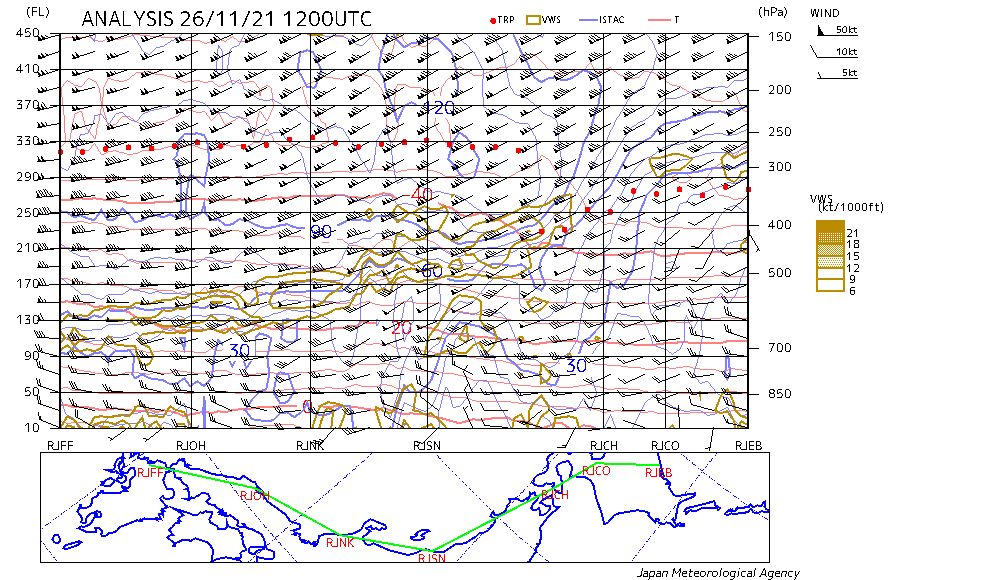 (FL) ANALYSIS 26/11/21 1200UTC TRP VWS ISTAC T (hPa) WIND
450 150
50kt
410
10kt
5kt
370 200
120
330 250
290 300
40
VWS
(kt/1000ft)
250 400
90
210
21
18
15
12
9
6
60 500
170
130
20
30 700
90
30
50 850
0
10
RJFF RJOH RJNK RJSN RJCH RJCO RJEB
RJFF RJOH RJNK RJSN RJCH RJCO RJEB
Japan Meteorological Agency